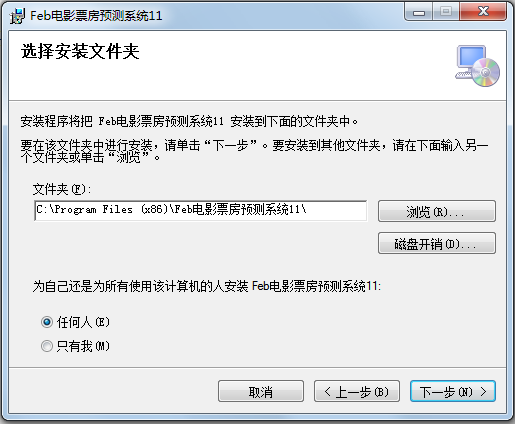 Feb电影票房预测系统11
选择安装文件夹
安装程序将把 Feb电影票房预测系统11 安装到下面的文件夹中。
要在该文件夹中进行安装，请单击“下一步”。要安装到其他文件夹，请在下面输入另一
个文件夹或单击“浏览”。
文件夹(F):
C:\Program Files (x86)\Feb电影票房预测系统11\
浏览(R)...
磁盘开销(D)...
为自己还是为所有使用该计算机的人安装 Feb电影票房预测系统11:
任何人(E)
只有我(M)
取消
< 上一步(B)
下一步(N) >